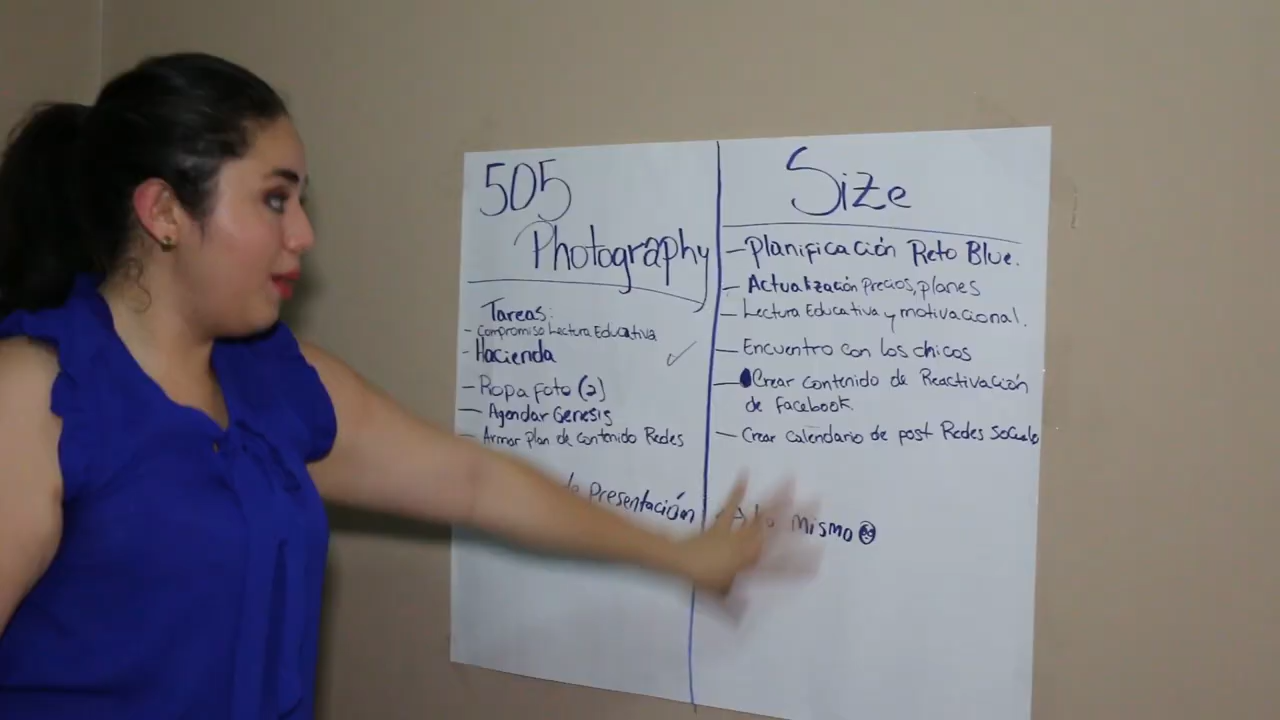 505
Photography
Tareas:
- Compromiso Lectura Educativa
- Hacienda
- Ropa foto (2)
- Agendar Genesis
- Armar plan de contenido Redes
Presentación
Size
- Planificación Reto Blue.
- Actualización Precios, planes
- Lectura Educativa y motivacional.
- Encuentro con los chicos
- Crear contenido de Reactivación
de facebook.
- Crear calendario de post Redes Sociales
mismo